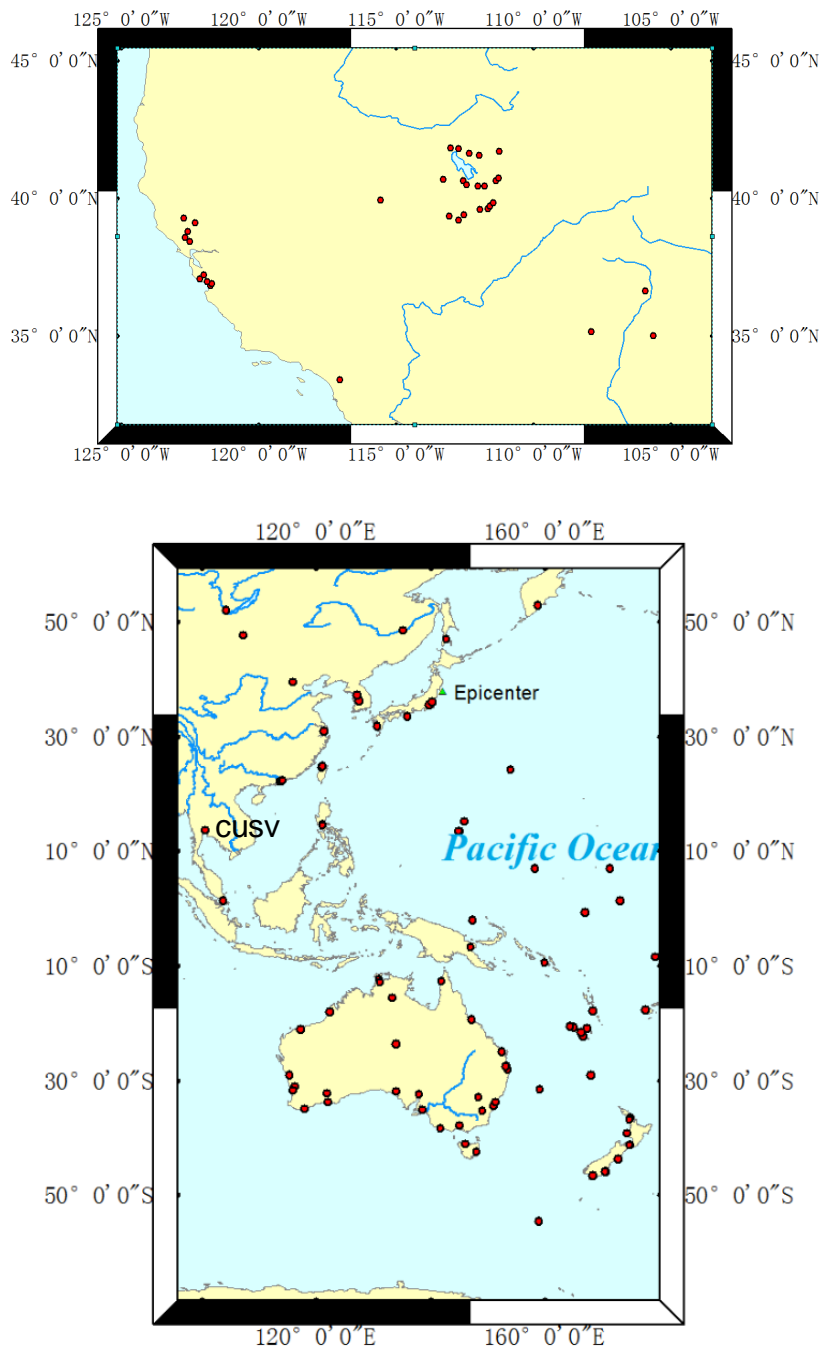 125° 0'0"W 120° 0'0"W 115° 0'0"W 110° 0'0"W 105° 0'0"W
45° 0'0"N 45° 0'0"N
40° 0'0"N 40° 0'0"N
35° 0'0"N 35° 0'0"N
125° 0'0"W 120° 0'0"W 115° 0'0"W 110° 0'0"W 105° 0'0"W
120° 0'0"E 160° 0'0"E
50° 0'0"N 50° 0'0"N
Epicenter
30° 0'0"N 30° 0'0"N
cusv
10° 0'0"N Pacific Ocean 10° 0'0"N
10° 0'0"S 10° 0'0"S
30° 0'0"S 30° 0'0"S
50° 0'0"S 50° 0'0"S
120° 0'0"E 160° 0'0"E